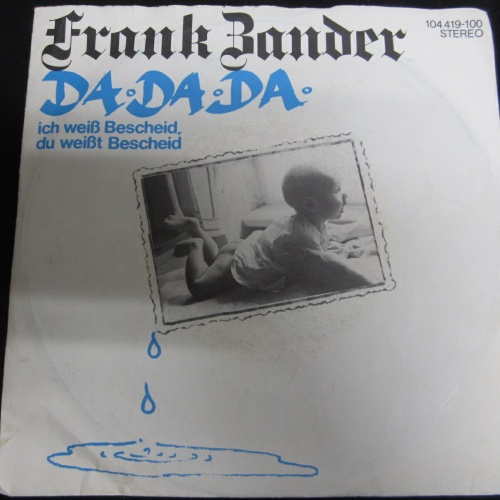 Frank Zander
104 419-100
STEREO
DA·DA·DA·
ich weiß Bescheid,
du weißt Bescheid